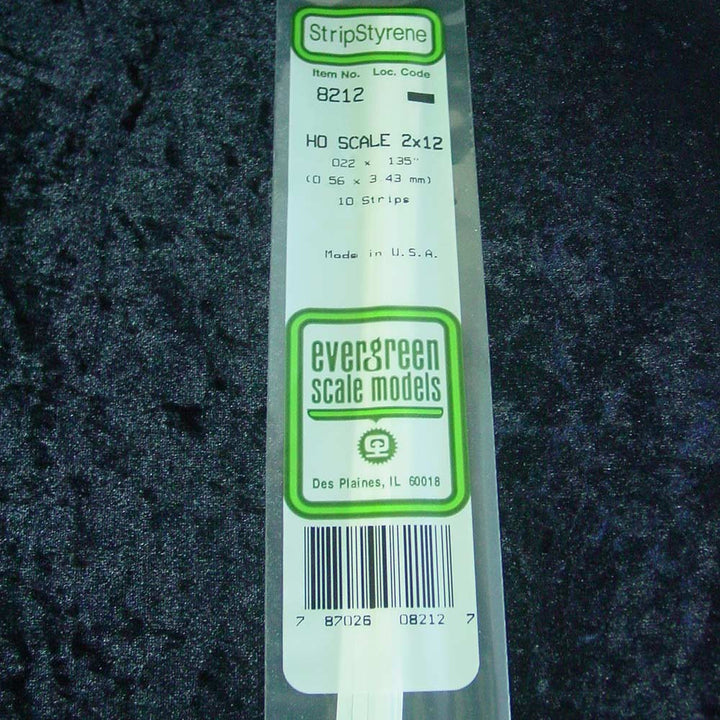 StripStyrene
Item No. Loc. Code
8212
HO SCALE 2x12
022 x 135"
(0 56 x 3 43 mm)
10 Strips
Made in U.S.A.
evergreen
scale models
Des Plaines, IL 60018
7 87026 08212 7